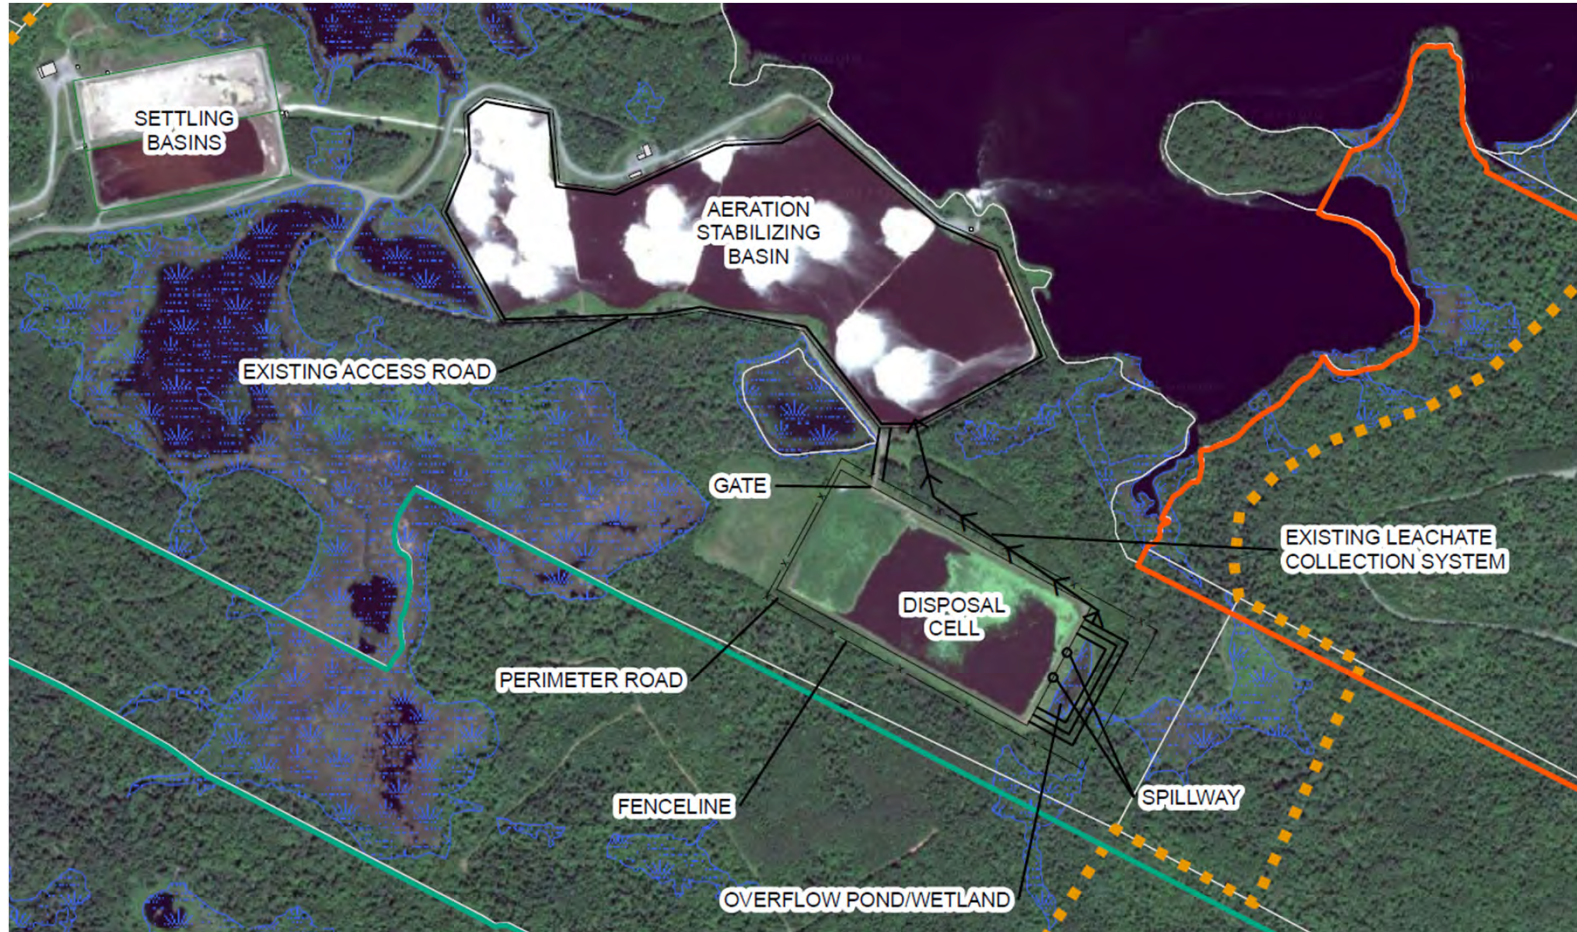 SETTLING
BASINS
AERATION
STABILIZING
BASIN
EXISTING ACCESS ROAD
GATE
EXISTING LEACHATE
COLLECTION SYSTEM
DISPOSAL
CELL
PERIMETER ROAD
FENCELINE
SPILLWAY
OVERFLOW POND/WETLAND